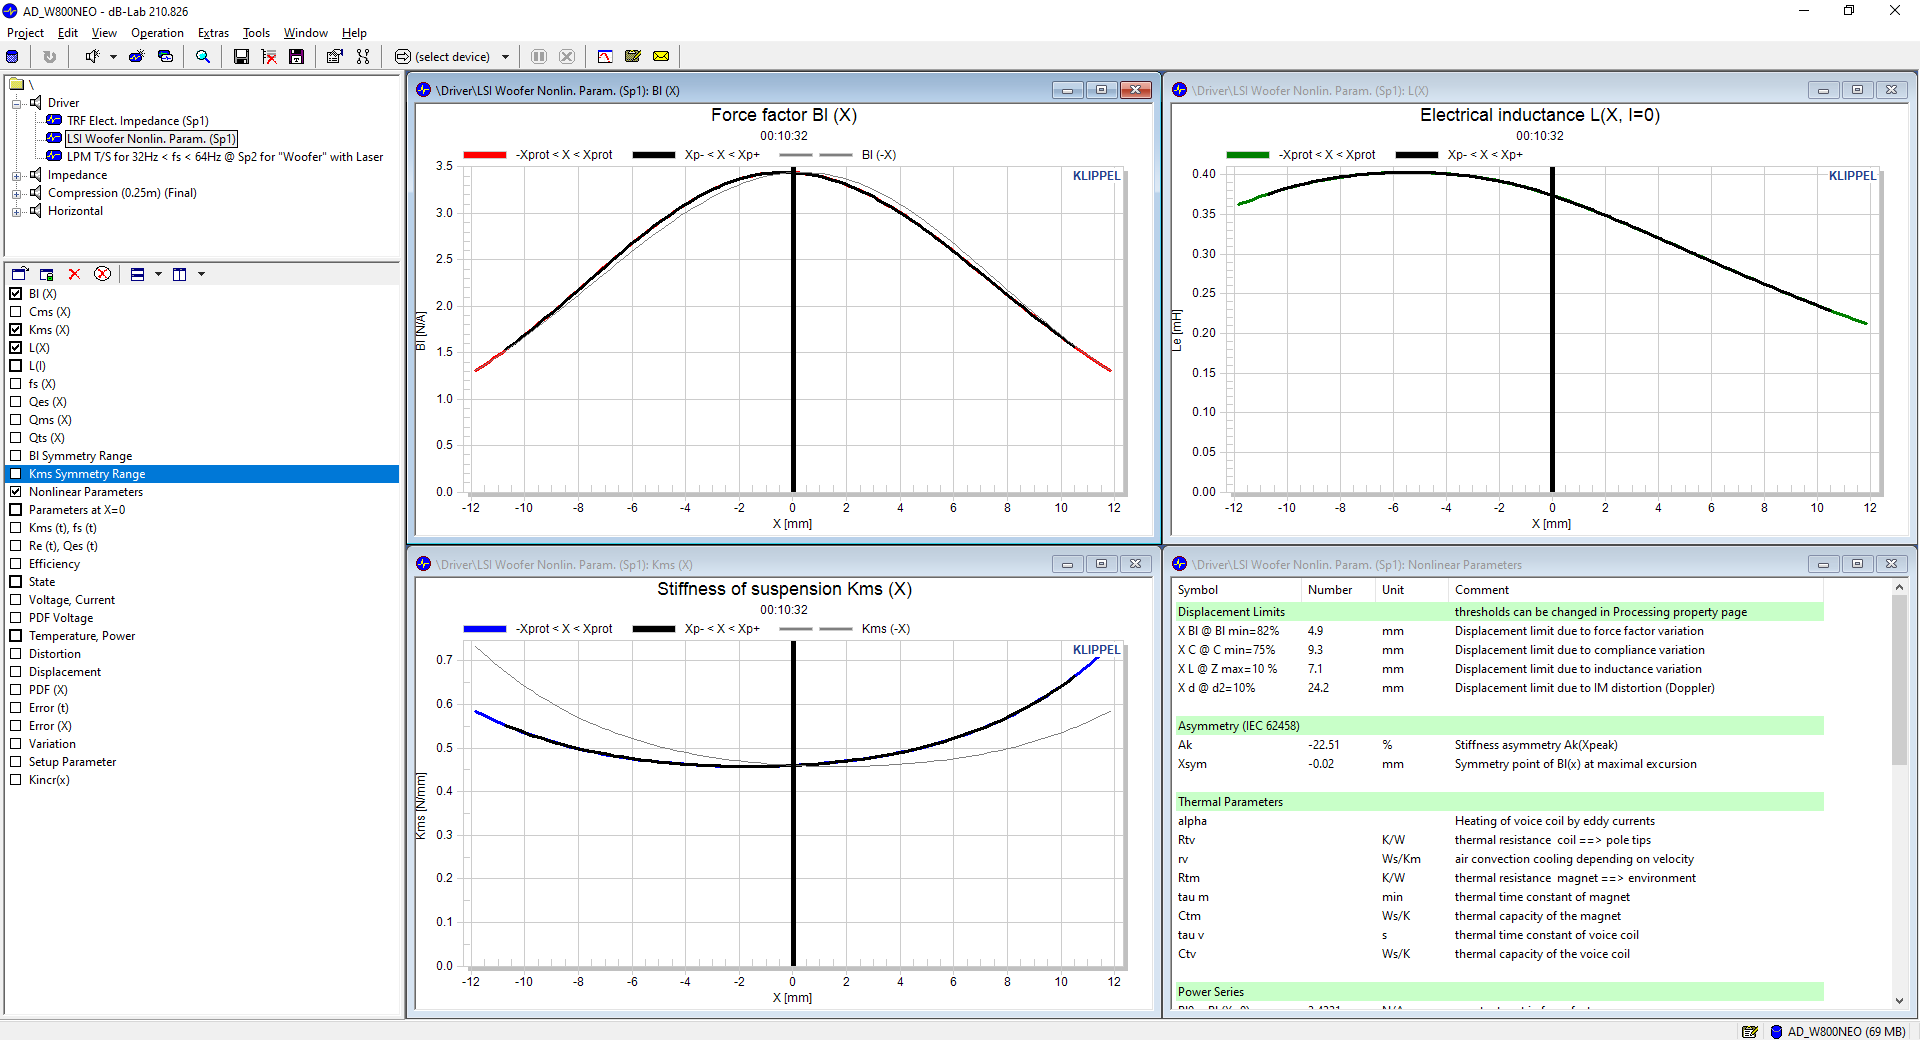 AD_W800NEO - dB-Lab 210.826
Project Edit View Operation Extras Tools Window Help
(select device)
\
Driver
TRF Elect. Impedance (Sp1)
LSI Woofer Nonlin. Param. (Sp1)
LPM T/S for 32Hz < fs < 64Hz @ Sp2 for "Woofer" with Laser
Impedance
Compression (0.25m) (Final)
Horizontal
Bl (X)
Cms (X)
Kms (X)
L(X)
L(I)
fs (X)
Qes (X)
Qms (X)
Qts (X)
Bl Symmetry Range
Kms Symmetry Range
Nonlinear Parameters
Parameters at X=0
Kms (t), fs (t)
Re (t), Qes (t)
Efficiency
State
Voltage, Current
PDF Voltage
Temperature, Power
Distortion
Displacement
PDF (X)
Error (t)
Error (X)
Variation
Setup Parameter
Kincr(x)
\Driver\LSI Woofer Nonlin. Param. (Sp1): Bl (X)
Force factor Bl (X)
00:10:32
-Xprot < X < Xprot Xp- < X < Xp+ Bl (-X)
KLIPPEL
3.5
3.0
2.5
2.0
1.5
1.0
0.5
0.0
Bl [N/A]
-12 -10 -8 -6 -4 -2 0 2 4 6 8 10 12
X [mm]
\Driver\LSI Woofer Nonlin. Param. (Sp1): L(X)
Electrical inductance L(X, I=0)
00:10:32
-Xprot < X < Xprot Xp- < X < Xp+
KLIPPEL
0.40
0.35
0.30
0.25
0.20
0.15
0.10
0.05
0.00
Le [mH]
-12 -10 -8 -6 -4 -2 0 2 4 6 8 10 12
X [mm]
\Driver\LSI Woofer Nonlin. Param. (Sp1): Kms (X)
Stiffness of suspension Kms (X)
00:10:32
-Xprot < X < Xprot Xp- < X < Xp+ Kms (-X)
KLIPPEL
0.7
0.6
0.5
0.4
0.3
0.2
0.1
0.0
Kms [N/mm]
-12 -10 -8 -6 -4 -2 0 2 4 6 8 10 12
X [mm]
\Driver\LSI Woofer Nonlin. Param. (Sp1): Nonlinear Parameters
Symbol Number Unit Comment
Displacement Limits thresholds can be changed in Processing property page
X Bl @ Bl min=82% 4.9 mm Displacement limit due to force factor variation
X C @ C min=75% 9.3 mm Displacement limit due to compliance variation
X L @ Z max=10 % 7.1 mm Displacement limit due to inductance variation
X d @ d2=10% 24.2 mm Displacement limit due to IM distortion (Doppler)
Asymmetry (IEC 62458)
Ak -22.51 % Stiffness asymmetry Ak(Xpeak)
Xsym -0.02 mm Symmetry point of Bl(x) at maximal excursion
Thermal Parameters
alpha Heating of voice coil by eddy currents
Rtv K/W thermal resistance coil ==> pole tips
rv Ws/Km air convection cooling depending on velocity
Rtm K/W thermal resistance magnet ==> environment
tau m min thermal time constant of magnet
Ctm Ws/K thermal capacity of the magnet
tau v s thermal time constant of voice coil
Ctv Ws/K thermal capacity of the voice coil
Power Series
AD_W800NEO (69 MB)